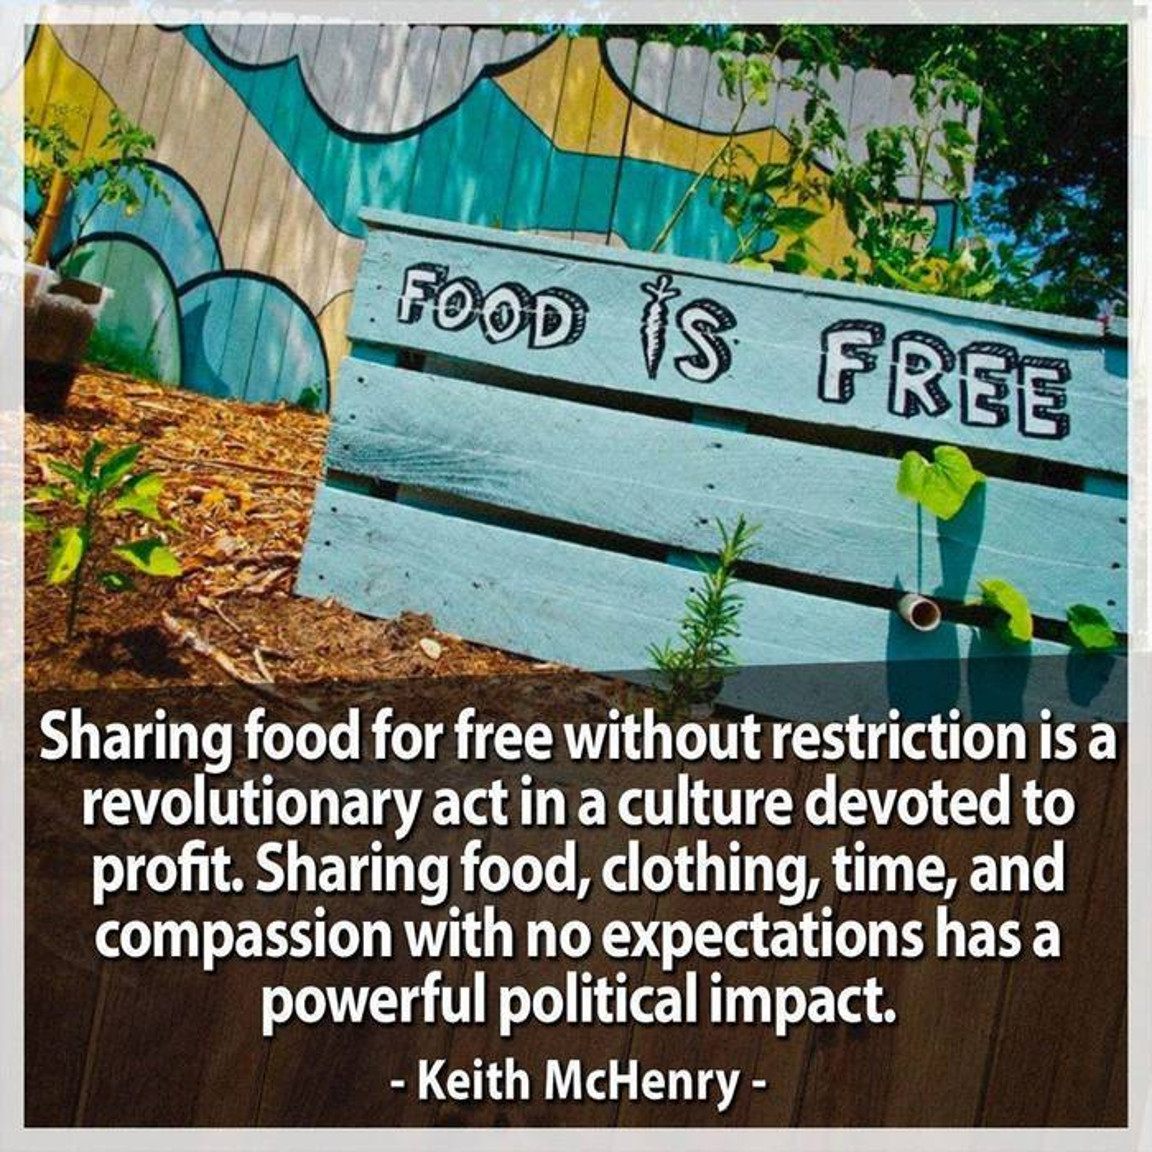 FOOD IS FREE
Sharing food for free without restriction is a
revolutionary act in a culture devoted to
profit. Sharing food, clothing, time, and
compassion with no expectations has a
powerful political impact.
- Keith McHenry -